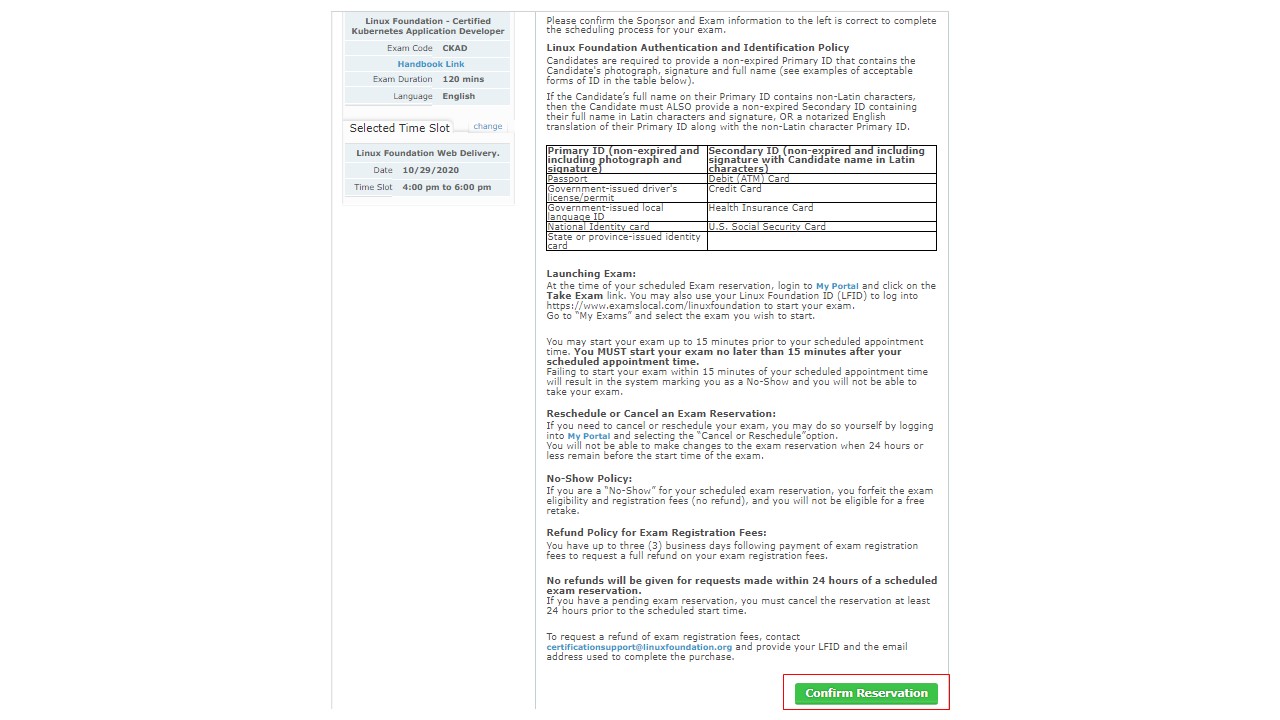 Linux Foundation - Certified
Kubernetes Application Developer
Exam Code CKAD
Handbook Link
Exam Duration 120 mins
Language English
Selected Time Slot change
Linux Foundation Web Delivery.
Date 10/29/2020
Time Slot 4:00 pm to 6:00 pm
Please confirm the Sponsor and Exam information to the left is correct to complete
the scheduling process for your exam.
Linux Foundation Authentication and Identification Policy
Candidates are required to provide a non-expired Primary ID that contains the
Candidate's photograph, signature and full name (see examples of acceptable
forms of ID in the table below).
If the Candidate’s full name on their Primary ID contains non-Latin characters,
then the Candidate must ALSO provide a non-expired Secondary ID containing
their full name in Latin characters and signature, OR a notarized English
translation of their Primary ID along with the non-Latin character Primary ID.
Primary ID (non-expired and
including photograph and
signature)
Secondary ID (non-expired and including
signature with Candidate name in Latin
characters)
Passport
Debit (ATM) Card
Government-issued driver's
license/permit
Credit Card
Government-issued local
language ID
Health Insurance Card
National Identity card
U.S. Social Security Card
State or province-issued identity
card
Launching Exam:
At the time of your scheduled Exam reservation, login to My Portal and click on the
Take Exam link. You may also use your Linux Foundation ID (LFID) to log into
https://www.examslocal.com/linuxfoundation to start your exam.
Go to “My Exams” and select the exam you wish to start.
You may start your exam up to 15 minutes prior to your scheduled appointment
time. You MUST start your exam no later than 15 minutes after your
scheduled appointment time.
Failing to start your exam within 15 minutes of your scheduled appointment time
will result in the system marking you as a No-Show and you will not be able to
take your exam.
Reschedule or Cancel an Exam Reservation:
If you need to cancel or reschedule your exam, you may do so yourself by logging
into My Portal and selecting the “Cancel or Reschedule”option.
You will not be able to make changes to the exam reservation when 24 hours or
less remain before the start time of the exam.
No-Show Policy:
If you are a “No-Show” for your scheduled exam reservation, you forfeit the exam
eligibility and registration fees (no refund), and you will not be eligible for a free
retake.
Refund Policy for Exam Registration Fees:
You have up to three (3) business days following payment of exam registration
fees to request a full refund on your exam registration fees.
No refunds will be given for requests made within 24 hours of a scheduled
exam reservation.
If you have a pending exam reservation, you must cancel the reservation at least
24 hours prior to the scheduled start time.
To request a refund of exam registration fees, contact
certificationsupport@linuxfoundation.org and provide your LFID and the email
address used to complete the purchase.
Confirm Reservation